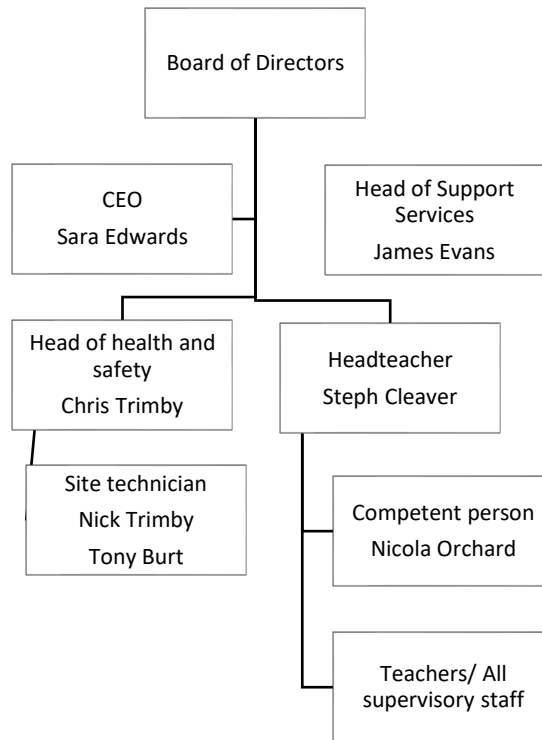 Board of Directors
CEO
Sara Edwards
Head of Support
Services
James Evans
Head of health and
safety
Chris Trimby
Headteacher
Steph Cleaver
Site technician
Nick Trimby
Tony Burt
Competent person
Nicola Orchard
Teachers/ All
supervisory staff